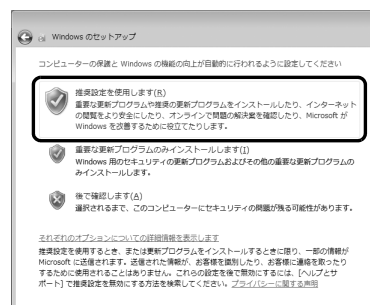 Windows のセットアップ
コンピューターの保護と Windows の機能の向上が自動的に行われるように設定してください
推奨設定を使用します(R)
重要な更新プログラムや推奨の更新プログラムをインストールしたり、インターネット
の閲覧をより安全にしたり、オンラインで問題の解決策を確認したり、Microsoft が
Windows を改善するために役立てたりします。
重要な更新プログラムのみインストールします(I)
Windows 用のセキュリティの更新プログラムおよびその他の重要な更新プログラムの
みインストールします。
後で確認します(A)
選択されるまで、このコンピューターにセキュリティの問題が残る可能性があります。
それぞれのオプションについての詳細情報を表示します
推奨設定を使用するとき、または更新プログラムをインストールするときに限り、一部の情報が
Microsoft に送信されます。送信された情報が、お客様を識別したり、お客様に連絡を取ったり
するために使用されることはありません。これらの設定を後で無効にするには、[ヘルプとサ
ポート] で推奨設定を無効にする方法を検索してください。プライバシーに関する声明